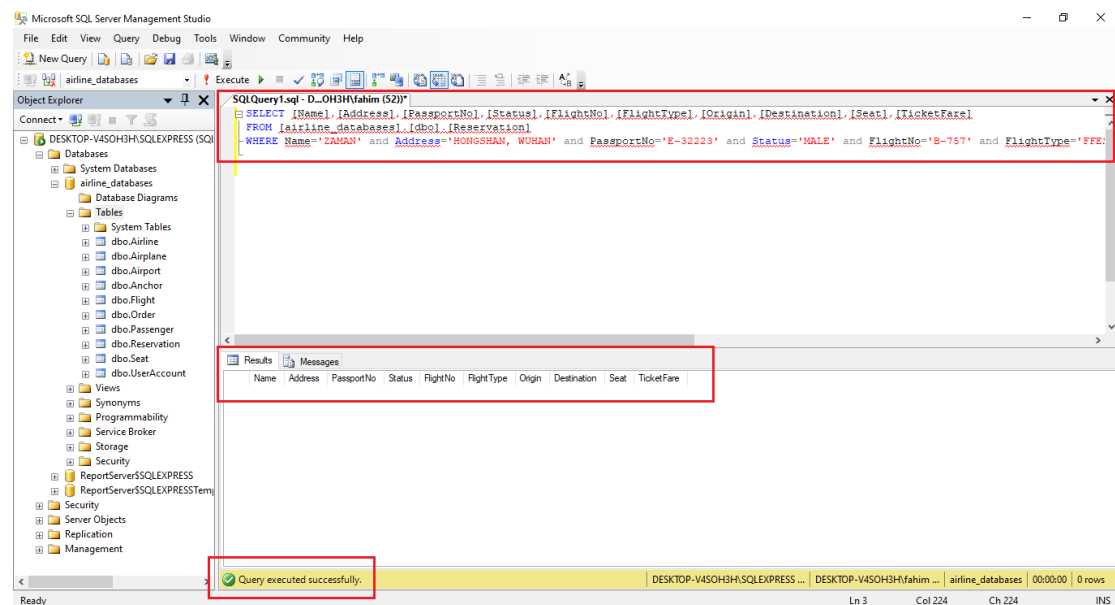 Microsoft SQL Server Management Studio
File Edit View Query Debug Tools Window Community Help
New Query
airline_databases Execute
Object Explorer
Connect
DESKTOP-V4SOH3H\SQLEXPRESS (SQL
Databases
System Databases
airline_databases
Database Diagrams
Tables
System Tables
dbo.Airline
dbo.Airplane
dbo.Airport
dbo.Anchor
dbo.Flight
dbo.Order
dbo.Passenger
dbo.Reservation
dbo.Seat
dbo.UserAccount
Views
Synonyms
Programmability
Service Broker
Storage
Security
ReportServer$SQLEXPRESS
ReportServer$SQLEXPRESSTemp
Security
Server Objects
Replication
Management
SQLQuery1.sql - D...OH3H\fahim (52))*
SELECT [Name],[Address],[PassportNo],[Status],[FlightNo],[FlightType],[Origin],[Destination],[Seat],[TicketFare]
FROM [airline_databases].[dbo].[Reservation]
WHERE Name='ZAMAN' and Address='HONGSHAN, WUHAN' and PassportNo='E-32223' and Status='MALE' and FlightNo='B-757' and FlightType='FFE
Results Messages
Name Address PassportNo Status FlightNo FlightType Origin Destination Seat TicketFare
Query executed successfully. DESKTOP-V4SOH3H\SQLEXPRESS ... DESKTOP-V4SOH3H\fahim ... airline_databases 00:00:00 0 rows
Ready Ln 3 Col 224 Ch 224 INS